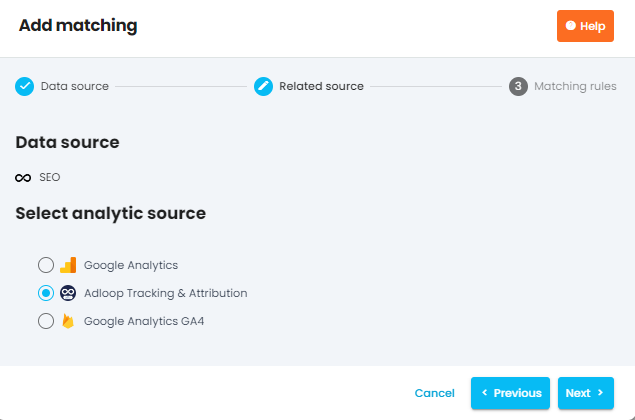 Add matching
Help
Data source
Related source
3 Matching rules
Data source
SEO
Select analytic source
Google Analytics
Adloop Tracking & Attribution
Google Analytics GA4
Cancel
Previous
Next